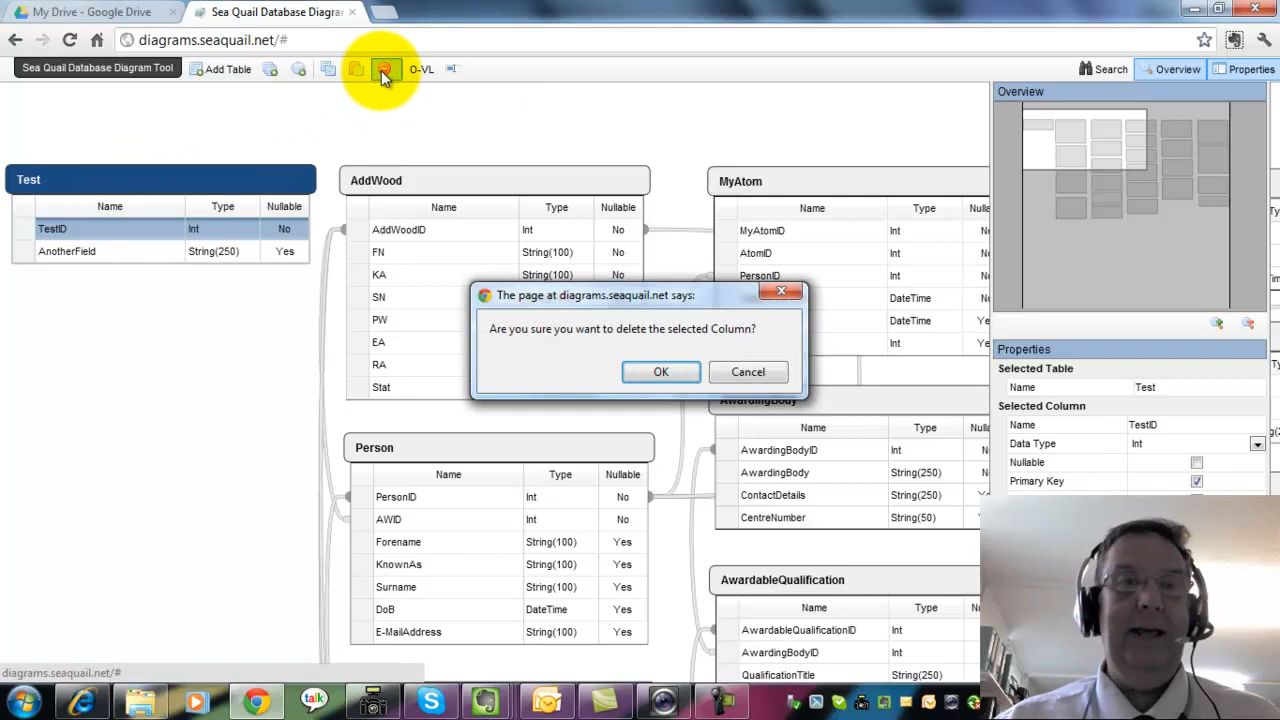 My Drive - Google Drive
Sea Quail Database Diagra
diagrams.seaquail.net/#
Sea Quail Database Diagram Tool
Add Table
O-VL
Search
Overview
Properties
Overview
Test
Name Type Nullable
TestID Int No
AnotherField String(250) Yes
AddWood
Name Type Nullable
AddWoodID Int No
FN String(100) No
KA String(100) No
SN
PW
EA
RA
Stat
MyAtom
Name Type
MyAtomID Int
AtomID Int
PersonID Int
DateTime
DateTime
Int
The page at diagrams.seaquail.net says:
Are you sure you want to delete the selected Column?
OK Cancel
Person
Name Type Nullable
PersonID Int No
AWID Int No
Forename String(100) Yes
KnownAs String(100) Yes
Surname String(100) Yes
DoB DateTime Yes
E-MailAddress String(100) Yes
AwardingBody
Name Type
AwardingBodyID Int
AwardingBody String(250)
ContactDetails String(250)
CentreNumber String(50)
AwardableQualification
Name Type
AwardableQualificationID Int
AwardingBodyID Int
QualificationTitle String(250)
Properties
Selected Table
Name Test
Selected Column
Name TestID
Data Type Int
Nullable
Primary Key
diagrams.seaquail.net/#
talk